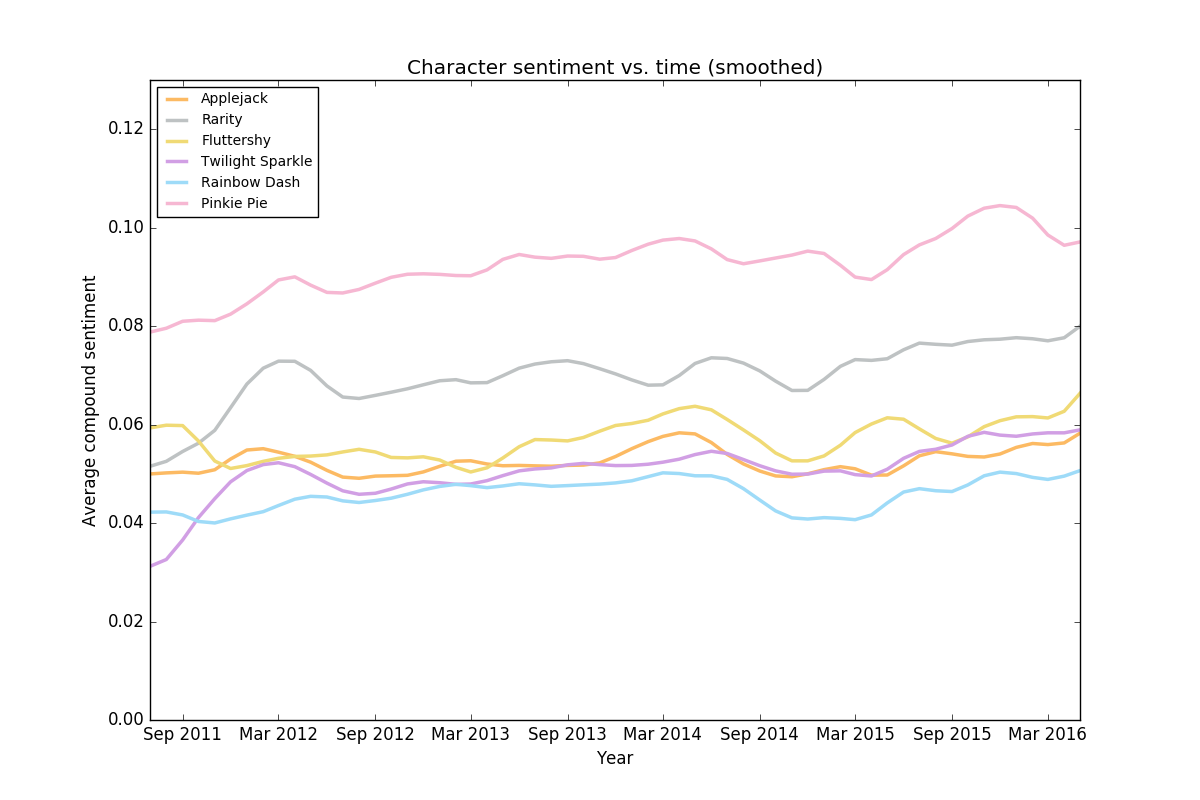 Character sentiment vs. time (smoothed)
Applejack
Rarity
Fluttershy
Twilight Sparkle
Rainbow Dash
Pinkie Pie
0.12
0.10
0.08
0.06
0.04
0.02
0.00
Average compound sentiment
Sep 2011 Mar 2012 Sep 2012 Mar 2013 Sep 2013 Mar 2014 Sep 2014 Mar 2015 Sep 2015 Mar 2016
Year